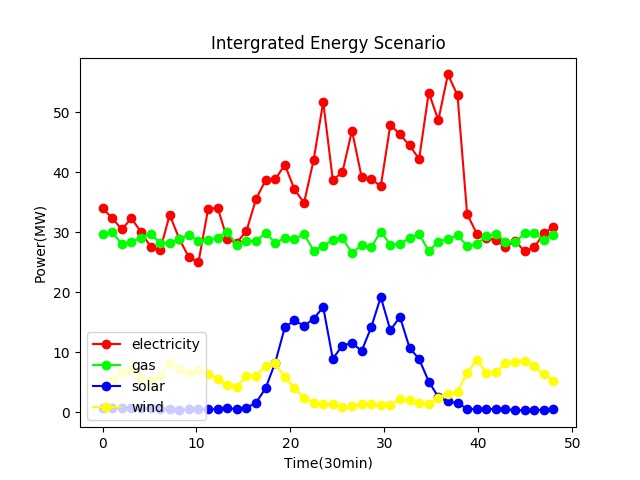 Intergrated Energy Scenario
Power(MW)
50
40
30
20
10
0
electricity
gas
solar
wind
0 10 20 30 40 50
Time(30min)